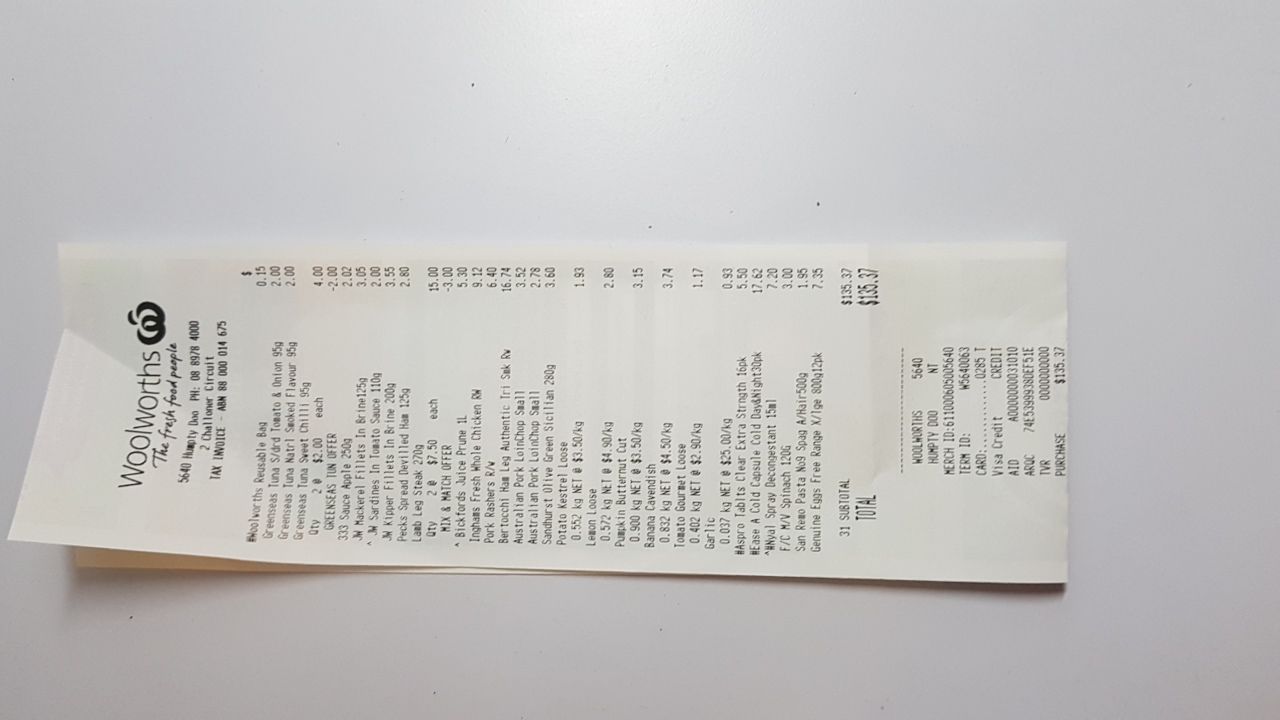 Woolworths
The fresh food people
5640 Humpty Doo PH: 08 8978 4000
2 Challoner Circuit
TAX INVOICE - ABN 88 000 014 675
$
#Woolworths Reusable Bag 0.15
Greenseas Tuna S/drd Tomato & Onion 95g 2.00
Greenseas Tuna Natrl Smoked Flavour 95g 2.00
Greenseas Tuna Sweet Chilli 95g
Qty 2 @ $2.00 each 4.00
GREENSEAS TUN OFFER -2.00
333 Sauce Apple 250g 2.02
JW Mackerel Fillets In Brine125g 3.05
^ JW Sardines In Tomato Sauce 110g 2.00
JW Kipper Fillets In Brine 200g 3.55
Pecks Spread Devilled Ham 125g 2.80
Lamb Leg Steak 270g
Qty 2 @ $7.50 each 15.00
MIX & MATCH OFFER -3.00
^ Bickfords Juice Prune 1L 5.30
Inghams Fresh Whole Chicken RW 9.12
Pork Rashers R/W 6.40
Bertocchi Ham Leg Authentic Tri Smk Rw 16.74
Australian Pork LoinChop Small 3.52
Australian Pork LoinChop Small 2.78
Sandhurst Olive Green Sicilian 280g 3.60
Potato Kestrel Loose
0.552 kg NET @ $3.50/kg 1.93
Lemon Loose
0.572 kg NET @ $4.90/kg 2.80
Pumpkin Butternut Cut
0.900 kg NET @ $3.50/kg 3.15
Banana Cavendish
0.832 kg NET @ $4.50/kg 3.74
Tomato Gourmet Loose
0.402 kg NET @ $2.90/kg 1.17
Garlic
0.037 kg NET @ $25.00/kg 0.93
#Aspro Tablts Clear Extra Strngth 16pk 5.50
#Ease A Cold Capsule Cold Day&Night30pk 17.62
^#Nyal Spray Decongestant 15ml 7.20
F/C W/V Spinach 120G 3.00
San Remo Pasta No9 Spag A/Hair500g 1.95
Genuine Eggs Free Range X/lge 800g12pk 7.35
31 SUBTOTAL $135.37
TOTAL $135.37
WOOLWORTHS 5640
HUMPTY DOO NT
MERCH ID:611000605005640
TERM ID: W5640063
CARD:............0285 T
Visa Credit CREDIT
AID A0000000031010
ARQC 74E5399938DEF51E
TVR 0000000000
PURCHASE $135.37